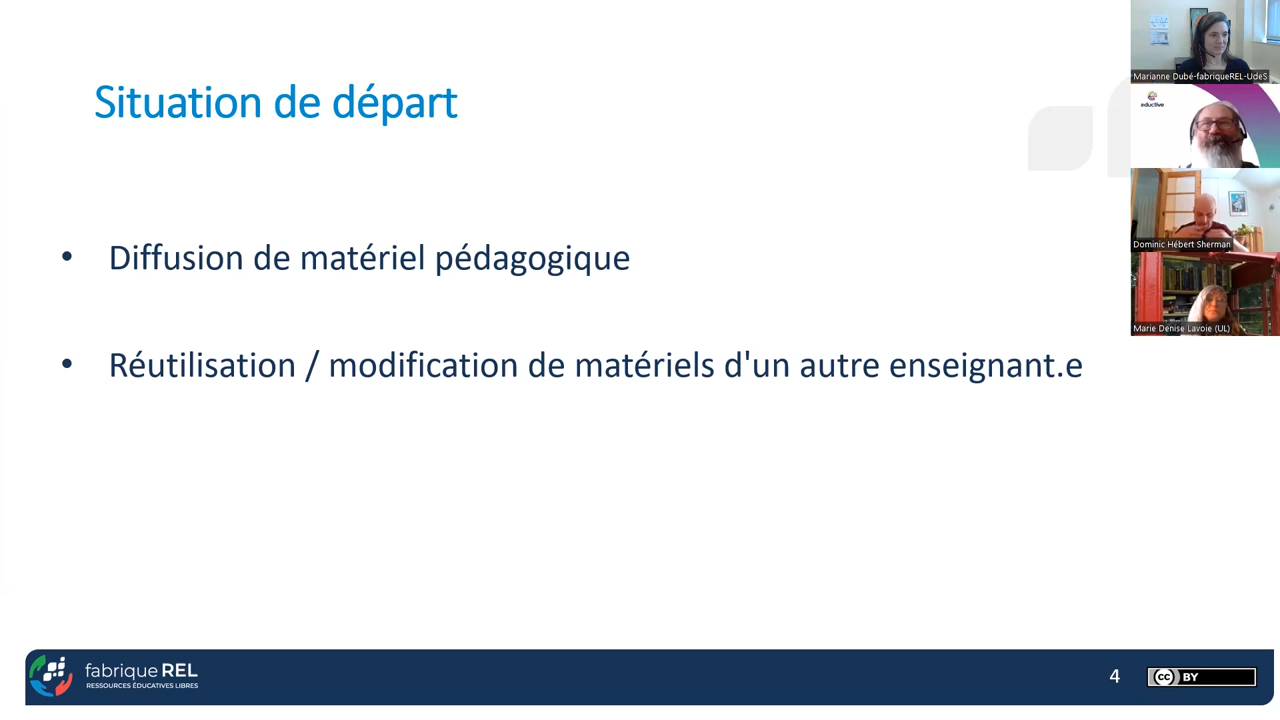 Situation de départ
• Diffusion de matériel pédagogique
• Réutilisation / modification de matériels d'un autre enseignant.e
Marianne Dubé-fabriqueREL-UdeS
eductive
Dominic Hébert Sherman
Marie Denise Lavoie (UL)
fabrique REL
RESSOURCES ÉDUCATIVES LIBRES
4
cc BY